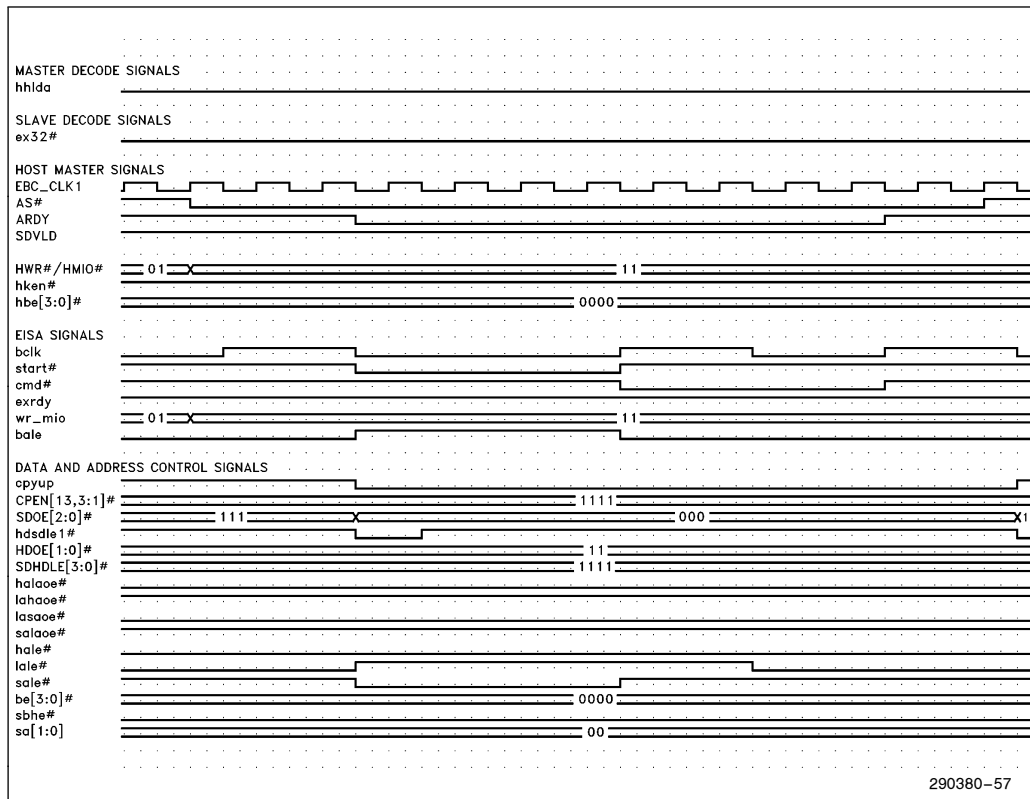 MASTER DECODE SIGNALS
hhlda
SLAVE DECODE SIGNALS
ex32#
HOST MASTER SIGNALS
EBC_CLK1
AS#
ARDY
SDVLD
HWR#/HMIO# 01 11
hken#
hbe[3:0]# 0000
EISA SIGNALS
bclk
start#
cmd#
exrdy
wr_mio 01 11
bale
DATA AND ADDRESS CONTROL SIGNALS
cpyup
CPEN[13,3:1]# 1111
SDOE[2:0]# 111 000 1
hdsdle1#
HDOE[1:0]# 11
SDHDLE[3:0]# 1111
halaoe#
lahaoe#
lasaoe#
salaoe#
hale#
lale#
sale#
be[3:0]# 0000
sbhe#
sa[1:0] 00
290380-57